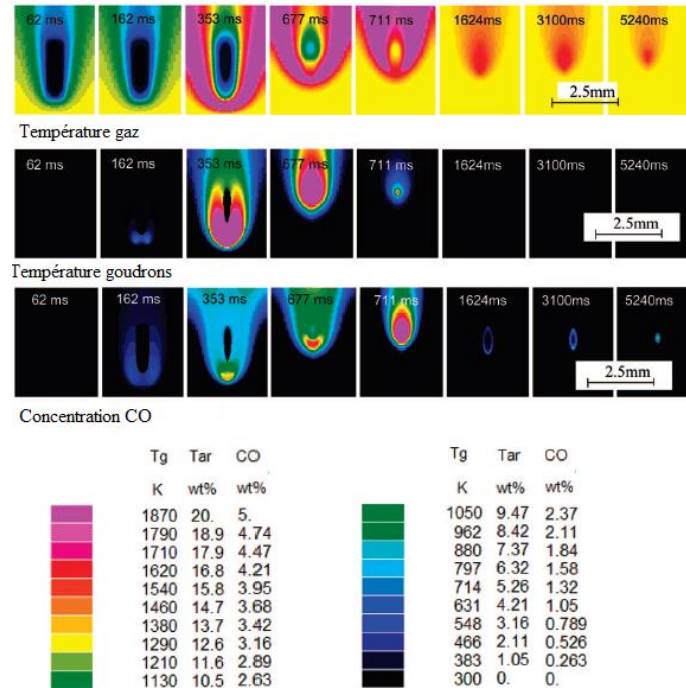 62 ms 162 ms 353 ms 677 ms 711 ms 1624ms 3100ms 5240ms
2.5mm
Température gaz
62 ms 162 ms 353 ms 677 ms 711 ms 1624ms 3100ms 5240ms
2.5mm
Température goudrons
62 ms 162 ms 353 ms 677 ms 711 ms 1624ms 3100ms 5240ms
2.5mm
Concentration CO
Tg Tar CO
K wt% wt%
1870 20. 5.
1790 18.9 4.74
1710 17.9 4.47
1620 16.8 4.21
1540 15.8 3.95
1460 14.7 3.68
1380 13.7 3.42
1290 12.6 3.16
1210 11.6 2.89
1130 10.5 2.63
Tg Tar CO
K wt% wt%
1050 9.47 2.37
962 8.42 2.11
880 7.37 1.84
797 6.32 1.58
714 5.26 1.32
631 4.21 1.05
548 3.16 0.789
466 2.11 0.526
383 1.05 0.263
300 0. 0.